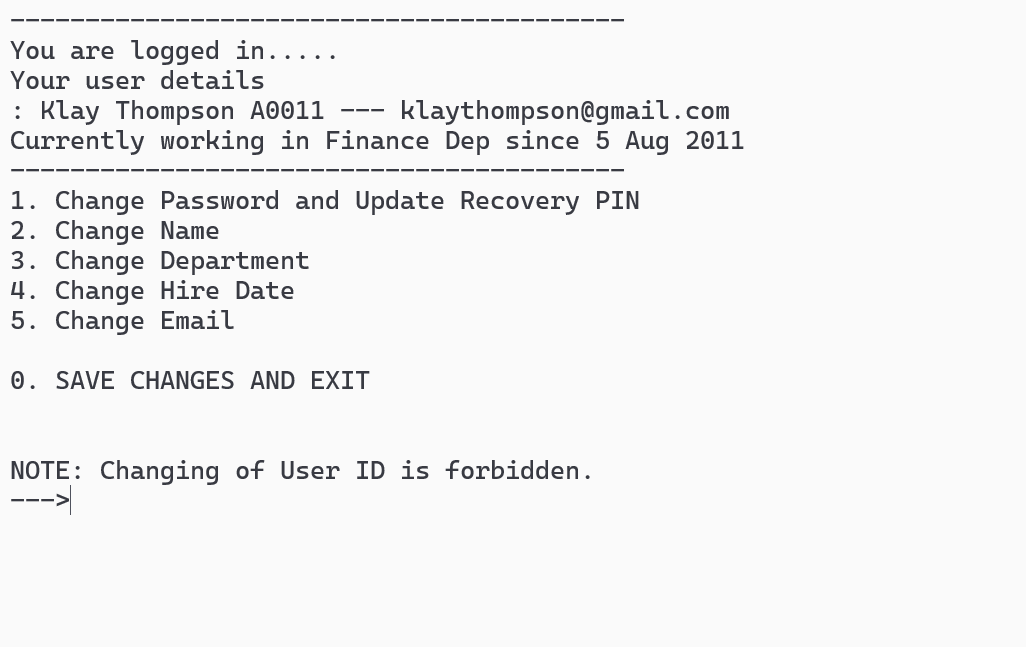 -----------------------------------------
You are logged in.....
Your user details
: Klay Thompson A0011 --- klaythompson@gmail.com
Currently working in Finance Dep since 5 Aug 2011
-----------------------------------------
1. Change Password and Update Recovery PIN
2. Change Name
3. Change Department
4. Change Hire Date
5. Change Email
0. SAVE CHANGES AND EXIT
NOTE: Changing of User ID is forbidden.
--->